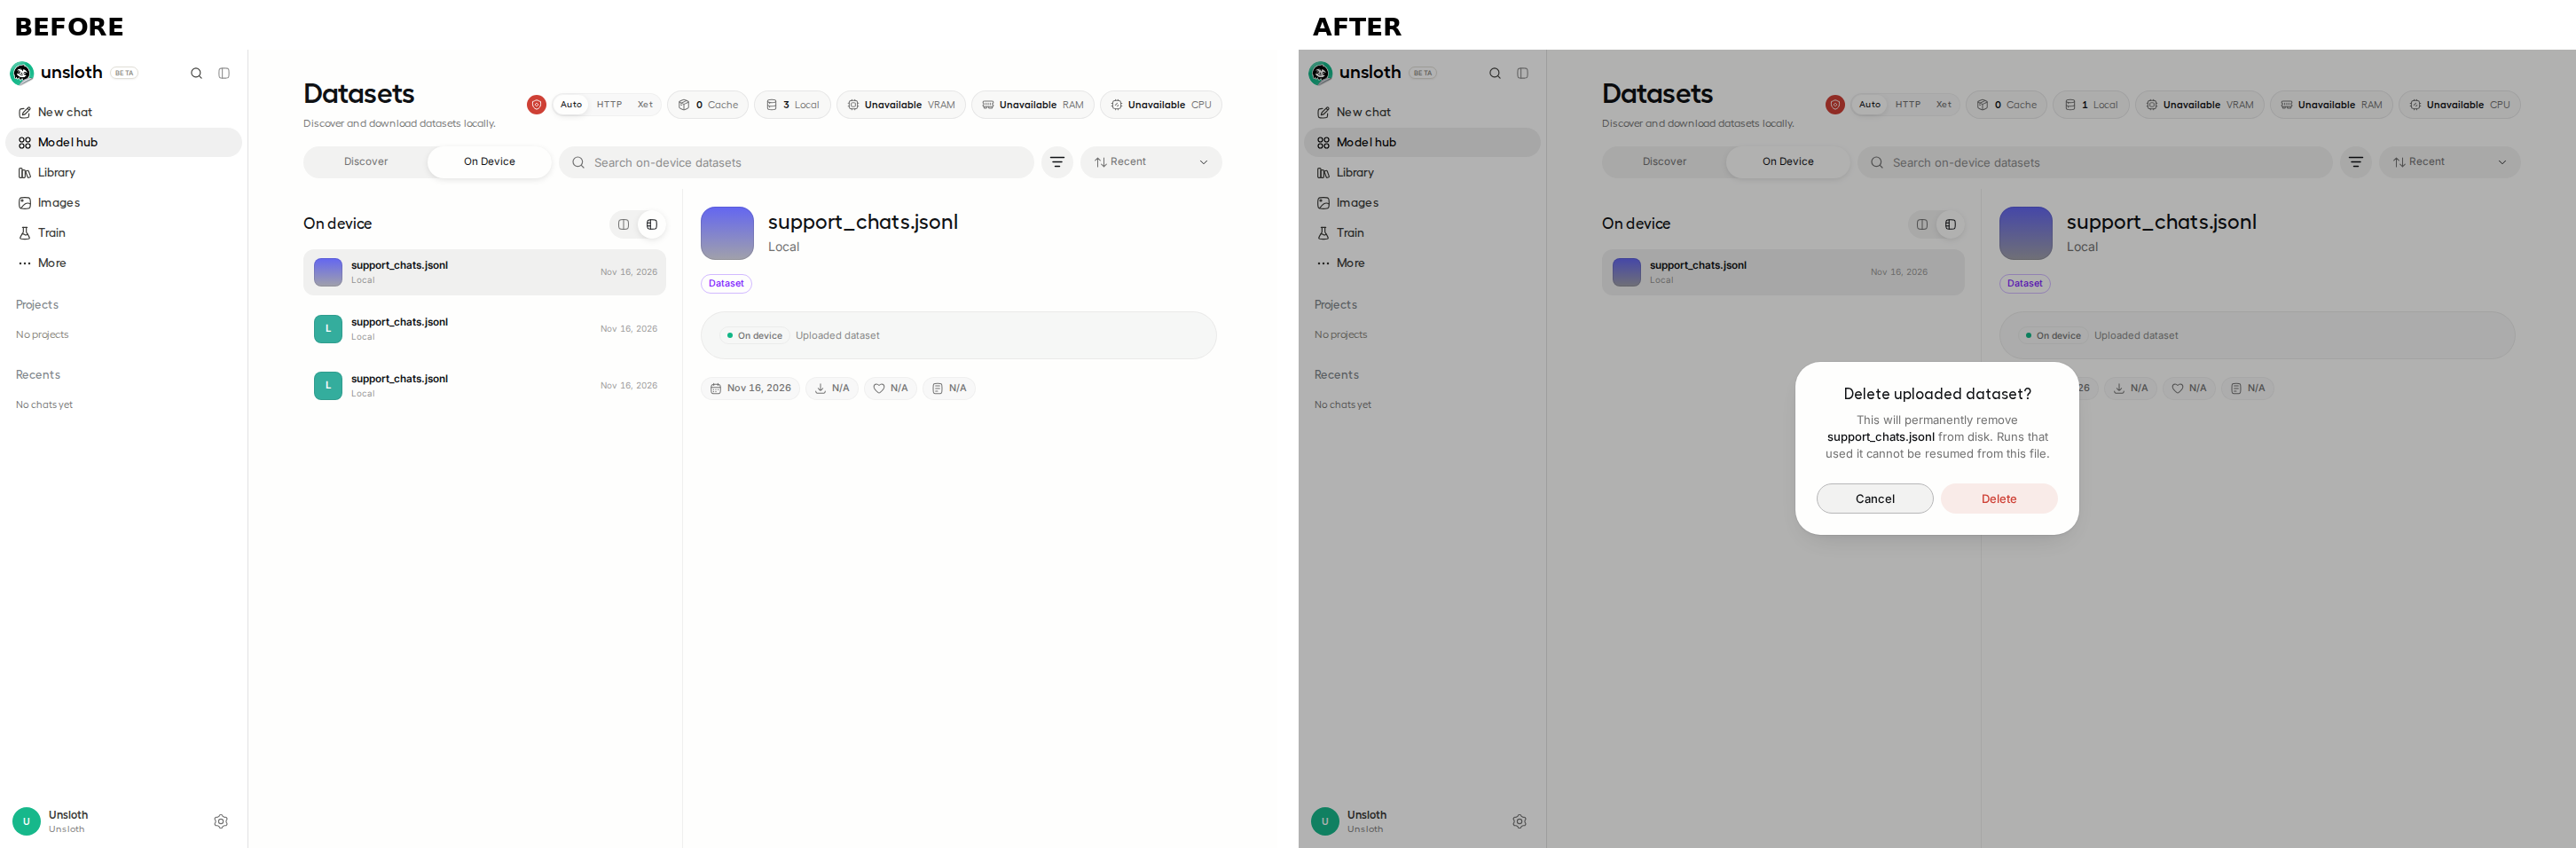 BEFORE
unsloth BETA
New chat
Model hub
Library
Images
Train
More
Projects
No projects
Recents
No chats yet
U
Unsloth
Unsloth
Datasets
Discover and download datasets locally.
Auto HTTP Xet
0 Cache
3 Local
Unavailable VRAM
Unavailable RAM
Unavailable CPU
Discover
On Device
Search on-device datasets
Recent
On device
support_chats.jsonl
Local
Nov 16, 2026
L
support_chats.jsonl
Local
Nov 16, 2026
L
support_chats.jsonl
Local
Nov 16, 2026
support_chats.jsonl
Local
Dataset
On device Uploaded dataset
Nov 16, 2026 N/A N/A N/A
AFTER
unsloth BETA
New chat
Model hub
Library
Images
Train
More
Projects
No projects
Recents
No chats yet
U
Unsloth
Unsloth
Datasets
Discover and download datasets locally.
Auto HTTP Xet
0 Cache
1 Local
Unavailable VRAM
Unavailable RAM
Unavailable CPU
Discover
On Device
Search on-device datasets
Recent
On device
support_chats.jsonl
Local
Nov 16, 2026
support_chats.jsonl
Local
Dataset
On device Uploaded dataset
26 N/A N/A N/A
Delete uploaded dataset?
This will permanently remove
support_chats.jsonl from disk. Runs that
used it cannot be resumed from this file.
Cancel
Delete